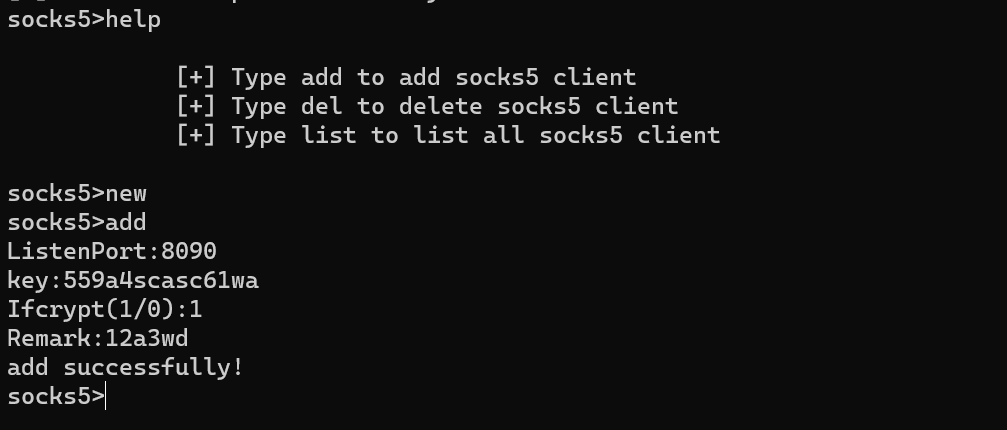 socks5>help
[+] Type add to add socks5 client
[+] Type del to delete socks5 client
[+] Type list to list all socks5 client
socks5>new
socks5>add
ListenPort:8090
key:559a4scasc61wa
Ifcrypt(1/0):1
Remark:12a3wd
add successfully!
socks5>